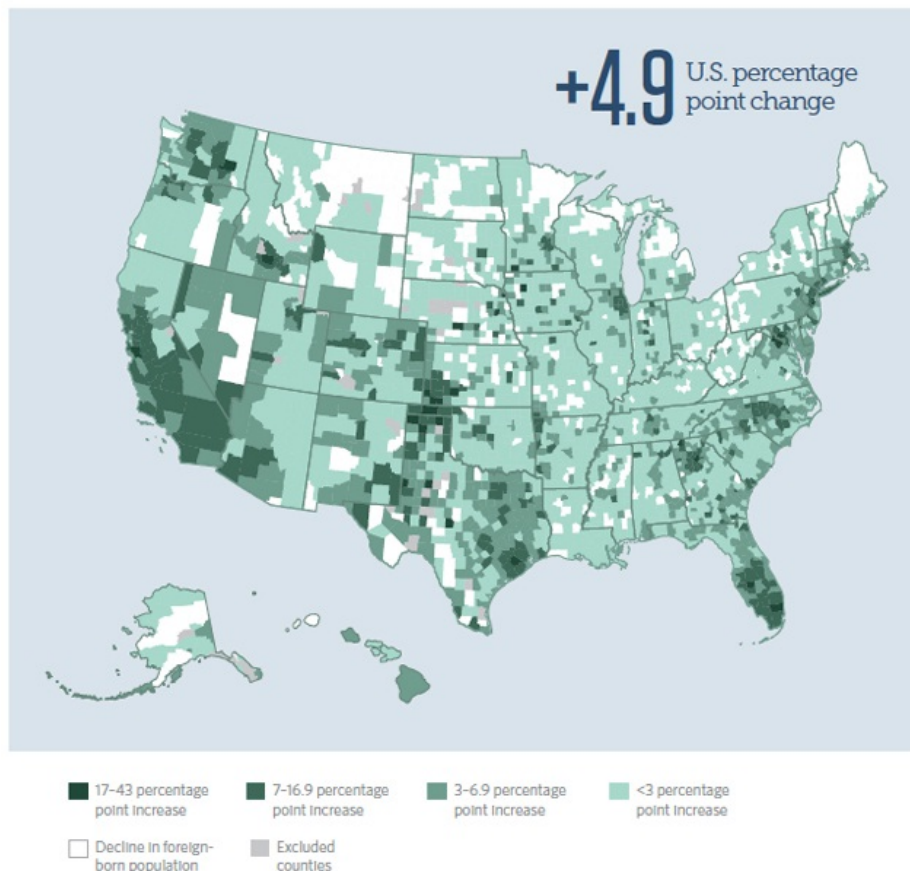 +4.9 U.S. percentage
point change
17–43 percentage
point increase
7–16.9 percentage
point increase
3–6.9 percentage
point increase
<3 percentage
point increase
Decline in foreign-
born population
Excluded
counties